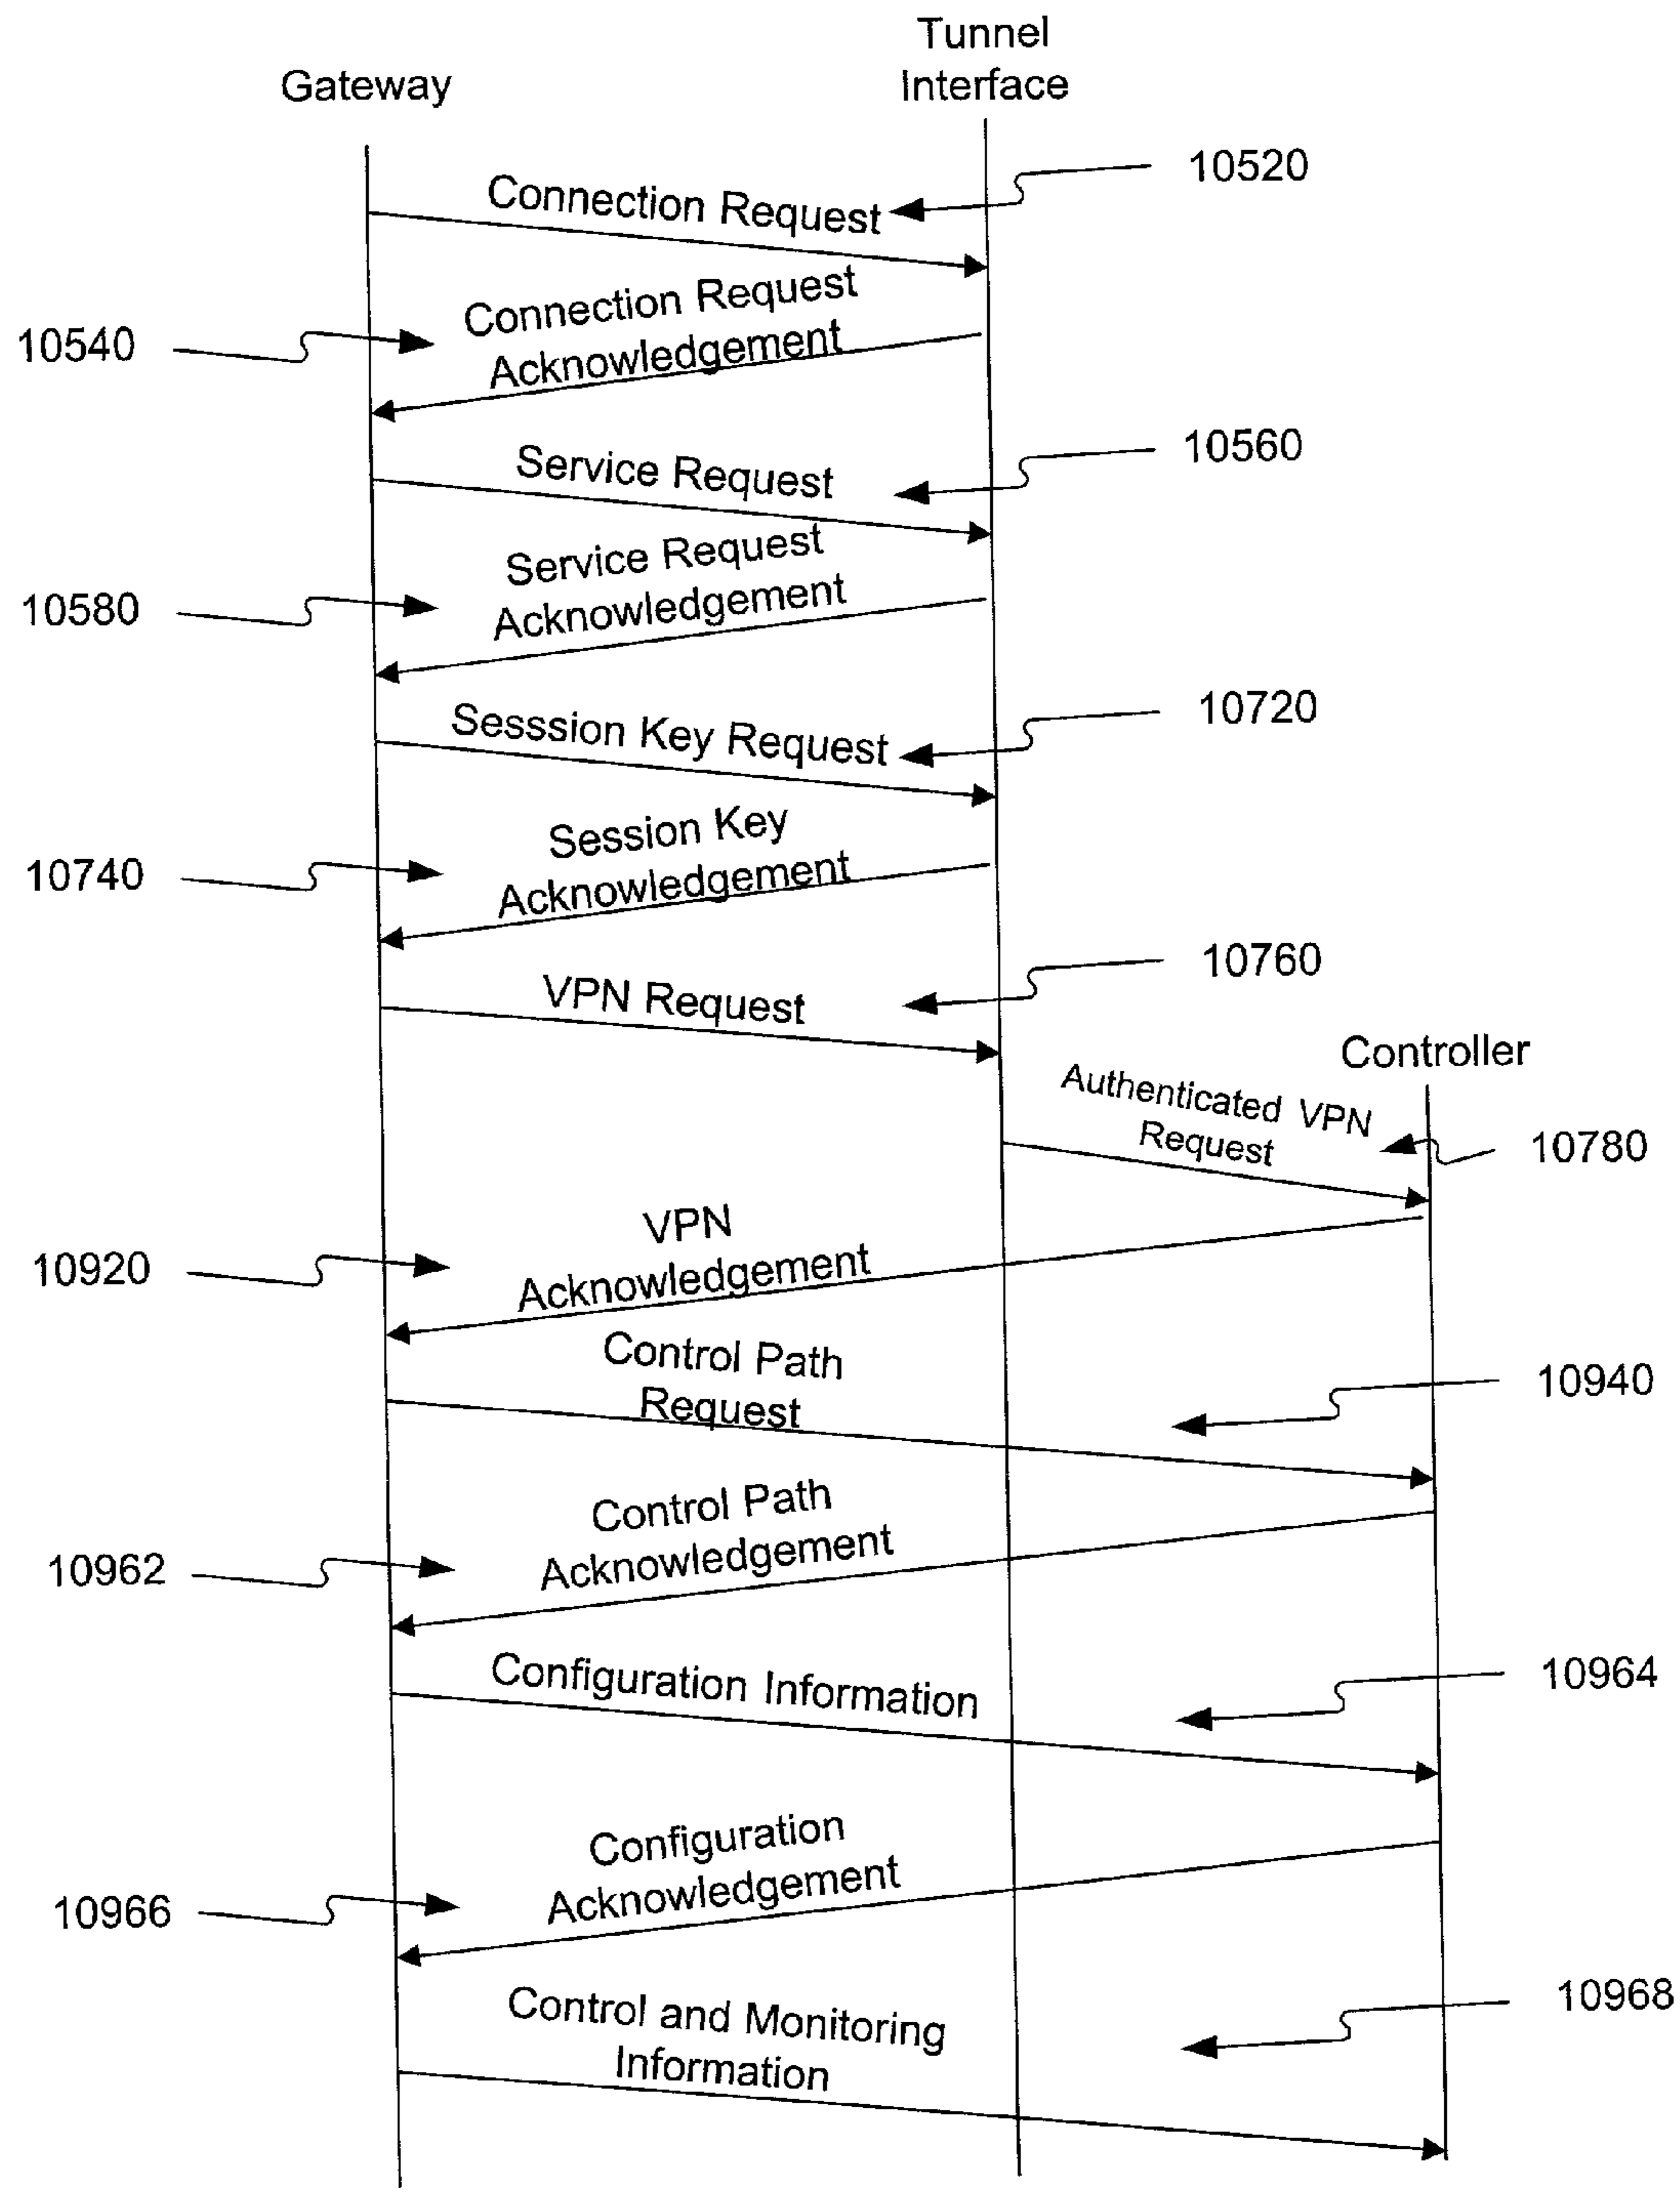 Tunnel
Interface
Gateway
10520
Connection Request
Connection Request
Acknowledgement
10540
10560
Service Request
Service Request
Acknowledgement
10580
10720
Sesssion Key Request
Session Key
Acknowledgement
10740
10760
VPN Request
Controller
Authenticated VPN
Request
10780
VPN
Acknowledgement
10920
Control Path
Request
10940
Control Path
Acknowledgement
10962
Configuration Information
10964
Configuration
Acknowledgement
10966
Control and Monitoring
Information
10968